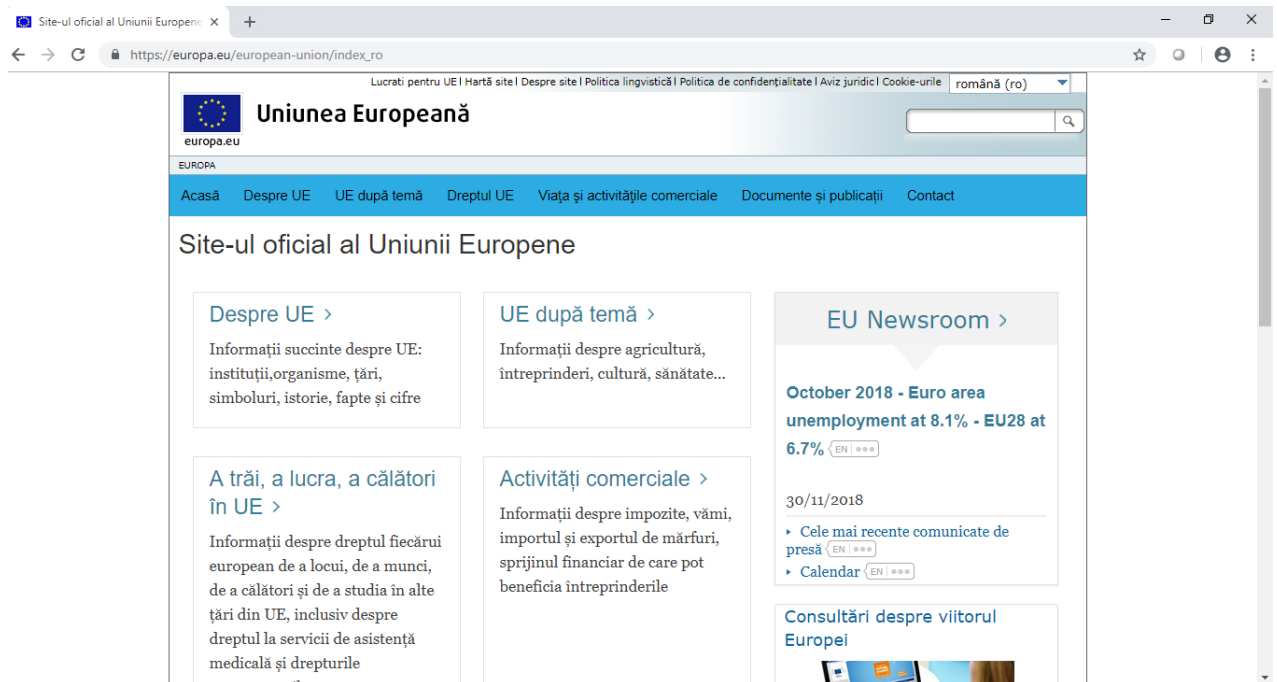 Site-ul oficial al Uniunii Europene
https://europa.eu/european-union/index_ro
Lucrati pentru UE | Hartă site | Despre site | Politica lingvistică | Politica de confidențialitate | Aviz juridic | Cookie-urile
română (ro)
europa.eu
Uniunea Europeană
EUROPA
Acasă Despre UE UE după temă Dreptul UE Viaţa şi activităţile comerciale Documente și publicații Contact
Site-ul oficial al Uniunii Europene
Despre UE
Informații succinte despre UE:
instituții,organisme, țări,
simboluri, istorie, fapte și cifre
UE după temă
Informații despre agricultură,
întreprinderi, cultură, sănătate...
A trăi, a lucra, a călători
în UE
Informații despre dreptul fiecărui
european de a locui, de a munci,
de a călători și de a studia în alte
țări din UE, inclusiv despre
dreptul la servicii de asistență
medicală și drepturile
Activități comerciale
Informații despre impozite, vămi,
importul și exportul de mărfuri,
sprijinul financiar de care pot
beneficia întreprinderile
EU Newsroom
October 2018 - Euro area
unemployment at 8.1% - EU28 at
6.7% EN
30/11/2018
Cele mai recente comunicate de
presă EN
Calendar EN
Consultări despre viitorul
Europei